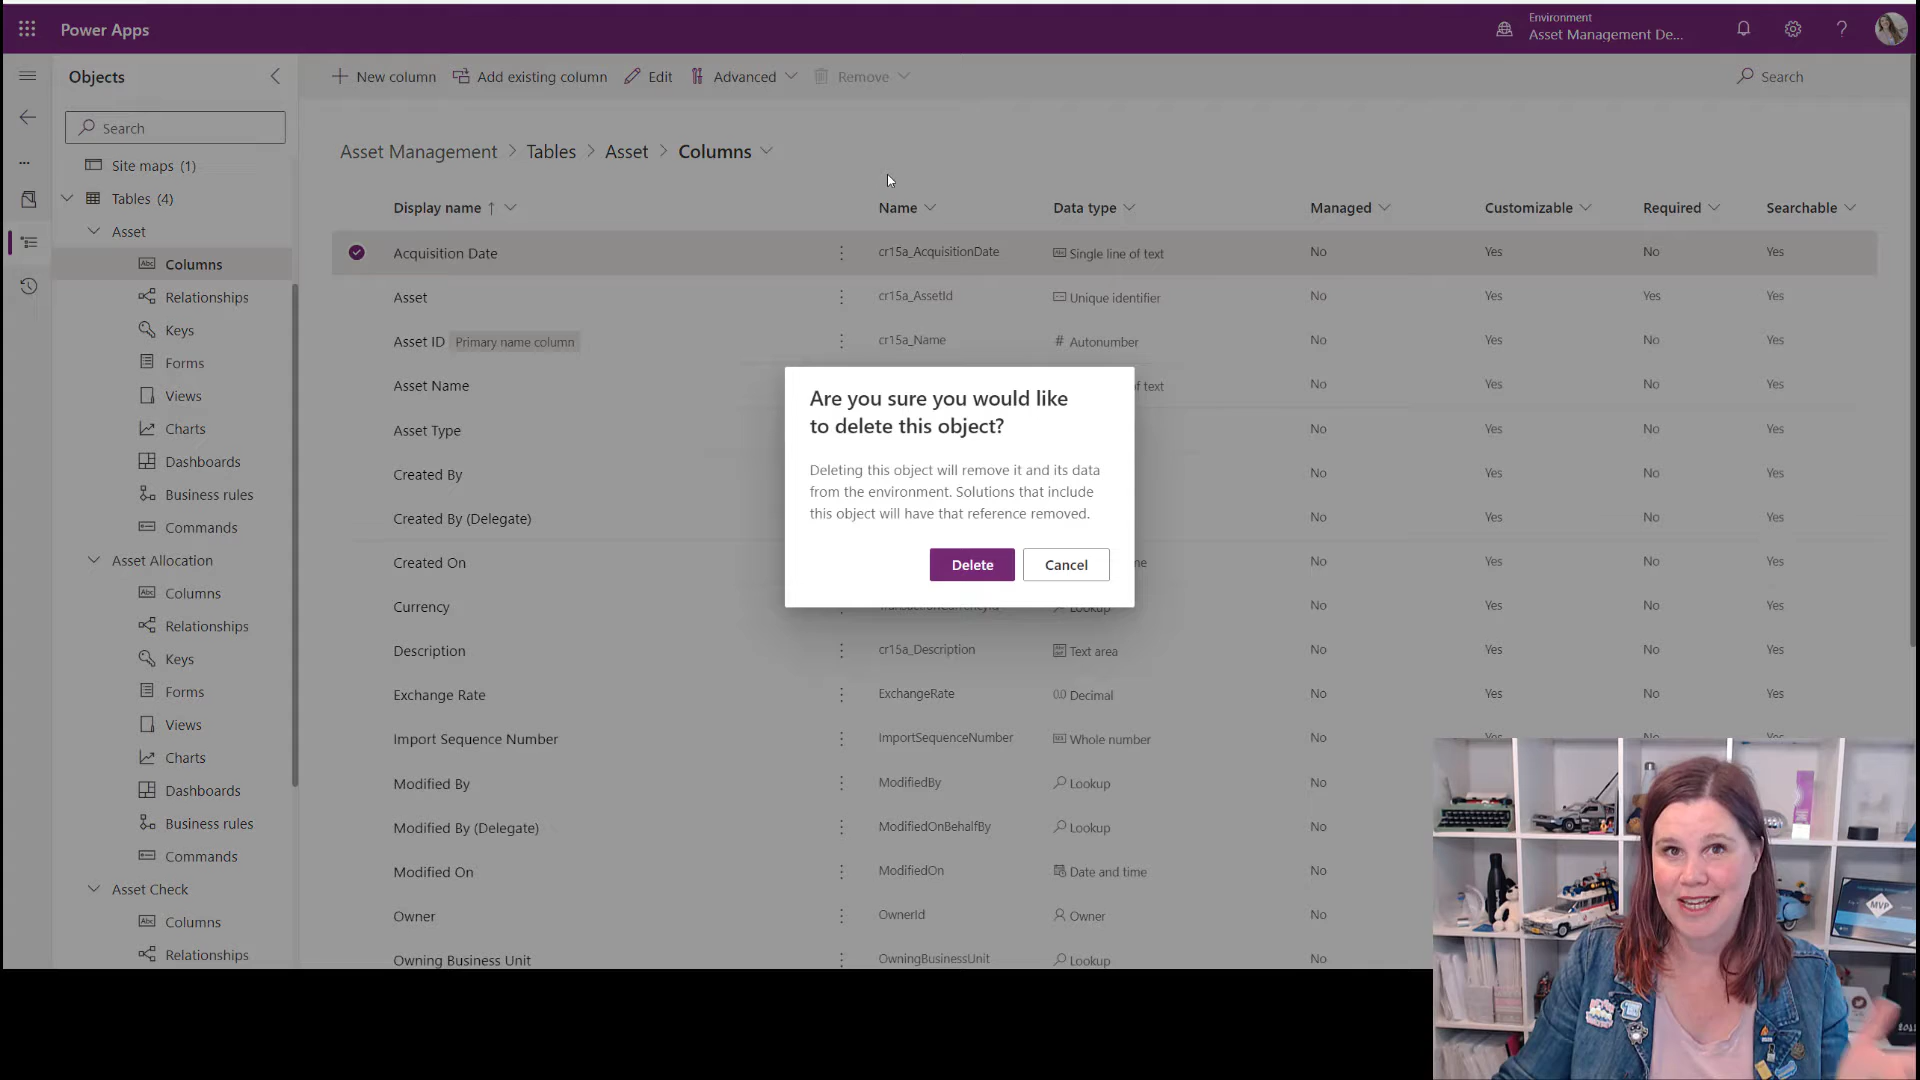 Power Apps
Environment
Asset Management De...
Objects
New column
Add existing column
Edit
Advanced
Remove
Search
Search
Asset Management > Tables > Asset > Columns
Site maps (1)
Tables (4)
Asset
Columns
Relationships
Keys
Forms
Views
Charts
Dashboards
Business rules
Commands
Asset Allocation
Columns
Relationships
Keys
Forms
Views
Charts
Dashboards
Business rules
Commands
Asset Check
Columns
Relationships
Display name ↑ Name Data type Managed Customizable Required Searchable
Acquisition Date cr15a_AcquisitionDate Single line of text No Yes No Yes
Asset cr15a_AssetId Unique identifier No Yes Yes Yes
Asset ID Primary name column cr15a_Name Autonumber No Yes No Yes
Asset Name of text No Yes No Yes
Asset Type No Yes No Yes
Created By No Yes No Yes
Created By (Delegate) No Yes No Yes
Created On me No Yes No Yes
Currency Lookup No Yes No Yes
Description cr15a_Description Text area No Yes No Yes
Exchange Rate ExchangeRate Decimal No Yes No Yes
Import Sequence Number ImportSequenceNumber Whole number No Yes No Yes
Modified By ModifiedBy Lookup No
Modified By (Delegate) ModifiedOnBehalfBy Lookup No
Modified On ModifiedOn Date and time No
Owner OwnerId Owner No
Owning Business Unit OwningBusinessUnit Lookup No
Are you sure you would like
to delete this object?
Deleting this object will remove it and its data
from the environment. Solutions that include
this object will have that reference removed.
Delete
Cancel
MVP